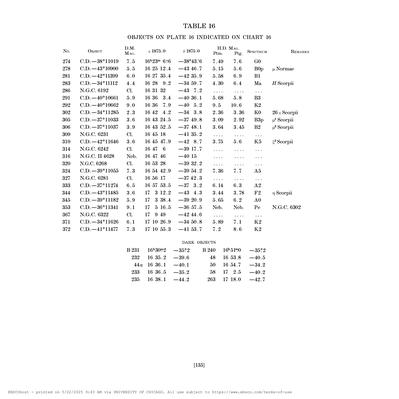 TABLE 16
OBJECTS ON PLATE 16 INDICATED ON CHART 16
No. Object D.M. Mag. α 1875.0 δ 1875.0 H.D. Mag. Ptm. Ptg. Spectrum Remarks
274 C.D.—38°11019 7.5 16h23m 6s6 —38°43'6 7.49 7.6 G0
278 C.D.—43°10900 5.5 16 25 12.4 —43 46.7 5.15 5.6 B0p μ Normae
282 C.D.—42°11399 6.0 16 27 35.4 —42 35.9 5.58 6.9 B1
283 C.D.—34°11112 4.4 16 28 9.2 —34 59.7 4.30 6.4 Ma H Scorpii
286 N.G.C. 6192 Cl. 16 31 32 —43 7.2 .... .... ....
291 C.D.—40°10661 5.9 16 36 3.4 —40 36.1 5.68 5.8 B3
292 C.D.—40°10662 9.0 16 36 7.9 —40 5.2 9.5 10.6 K2
302 C.D.—34°11285 2.3 16 42 4.2 —34 3.8 2.36 3.36 K0 26 ε Scorpii
305 C.D.—37°11033 3.6 16 43 24.5 —37 49.8 3.09 2.92 B3p μ¹ Scorpii
306 C.D.—37°11037 3.9 16 43 52.5 —37 48.1 3.64 3.45 B2 μ² Scorpii
309 N.G.C. 6231 Cl. 16 45 18 —41 35.2 .... .... ....
310 C.D.—42°11646 3.6 16 45 47.9 —42 8.7 3.75 5.6 K5 ζ² Scorpii
314 N.G.C. 6242 Cl. 16 47 6 —39 17.7 .... .... ....
316 N.G.C. II 4628 Neb. 16 47 46 —40 15 .... .... ....
320 N.G.C. 6268 Cl. 16 53 28 —39 32.4 .... .... ....
324 C.D.—39°11053 7.3 16 54 42.9 —39 54.2 7.36 7.7 A5
327 N.G.C. 6281 Cl. 16 56 17 —37 42.3 .... .... ....
333 C.D.—37°11274 6.5 16 57 53.5 —37 3.2 6.14 6.3 A2
344 C.D.—43°11485 3.6 17 3 12.2 —43 4.3 3.44 3.78 F2 η Scorpii
345 C.D.—39°11182 5.9 17 3 38.4 —39 20.9 5.65 6.2 A0
353 C.D.—36°11341 9.1 17 5 16.5 —36 57.5 Neb. Neb. Pe N.G.C. 6302
367 N.G.C. 6322 Cl. 17 9 49 —42 44.6 .... .... ....
371 C.D.—34°11626 6.1 17 10 26.9 —34 50.8 5.89 7.1 K2
372 C.D.—41°11477 7.3 17 10 55.3 —41 53.7 7.2 8.6 K2
DARK OBJECTS
B 231 16h30m2 —35°2 B 240 16h51m0 —35°2
232 16 35.2 —39.6 48 16 53.8 —40.5
44a 16 36.1 —40.1 50 16 54.7 —34.2
233 16 36.5 —35.2 58 17 2.5 —40.2
235 16 38.1 —44.2 263 17 18.0 —42.7
[135]
EBSCOhost - printed on 5/22/2025 5:43 AM via UNIVERSITY OF CHICAGO. All use subject to https://www.ebsco.com/terms-of-use